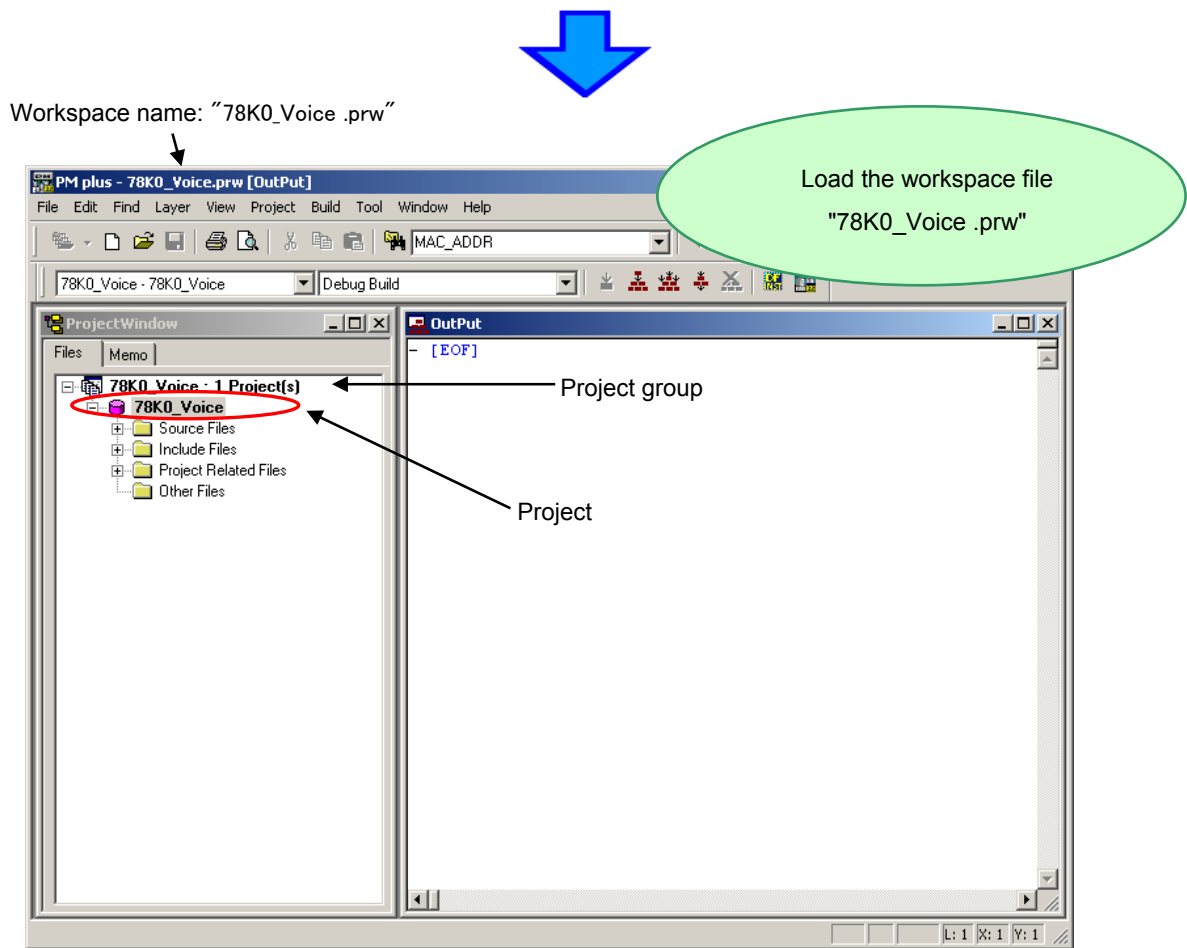 Workspace name: ″78K0_Voice .prw″
Load the workspace file
"78K0_Voice .prw"
PM plus - 78K0_Voice.prw [OutPut]
File Edit Find Layer View Project Build Tool Window Help
MAC_ADDR
78K0_Voice - 78K0_Voice Debug Build
ProjectWindow
OutPut
Files Memo
[EOF]
78K0_Voice : 1 Project(s)
Project group
78K0_Voice
Source Files
Include Files
Project Related Files
Other Files
Project
L: 1 X: 1 Y: 1